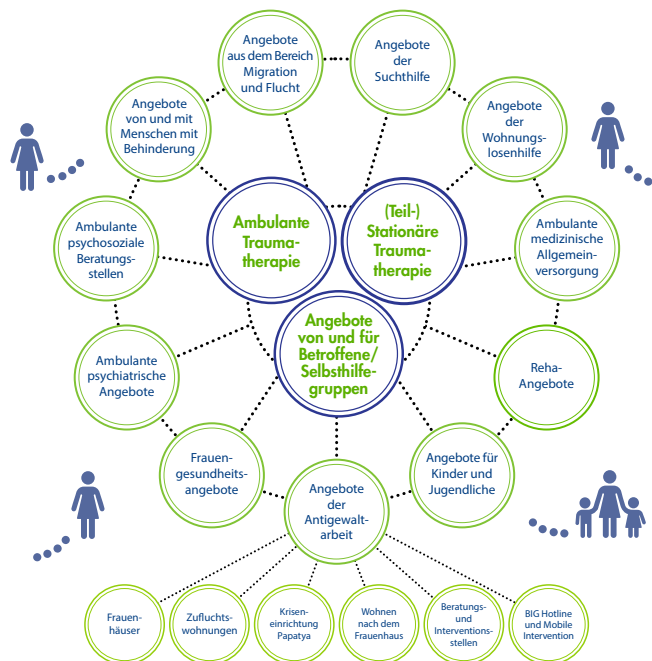 Angebote
aus dem Bereich
Migration
und Flucht
Angebote
der
Suchthilfe
Angebote
von und mit
Menschen mit
Behinderung
Angebote
der
Wohnungs-
losenhilfe
Ambulante
Trauma-
therapie
(Teil-)
Stationäre
Trauma-
therapie
Ambulante
psychosoziale
Beratungs-
stellen
Ambulante
medizinische
Allgemein-
versorgung
Angebote
von und für
Betroffene/
Selbsthilfe-
gruppen
Ambulante
psychiatrische
Angebote
Reha-
Angebote
Frauen-
gesundheits-
angebote
Angebote für
Kinder und
Jugendliche
Angebote
der
Antigewalt-
arbeit
Frauen-
häuser
Zufluchts-
wohnungen
Krisen-
einrichtung
Papatya
Wohnen
nach dem
Frauenhaus
Beratungs-
und
Interventions-
stellen
BIG Hotline
und Mobile
Intervention